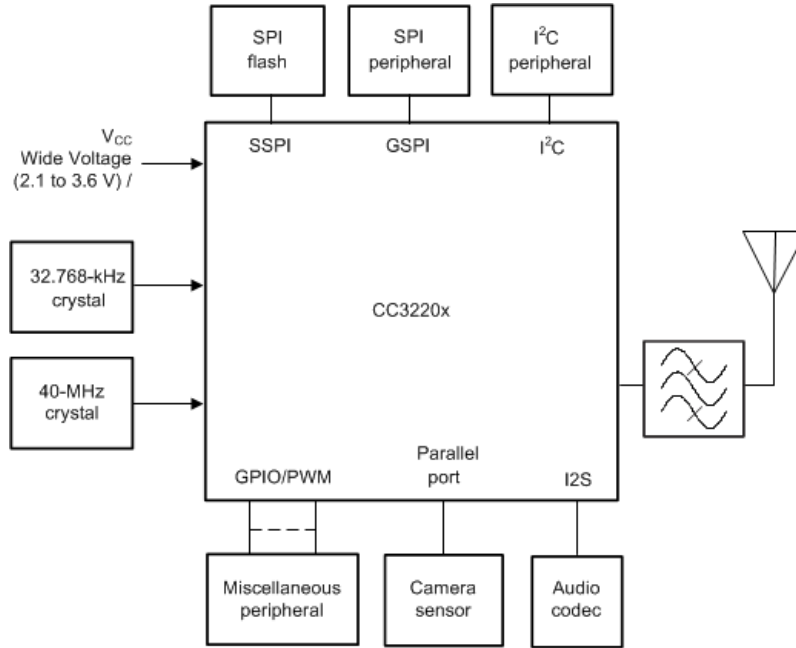 SPI
flash
SPI
peripheral
I²C
peripheral
V_CC
Wide Voltage
(2.1 to 3.6 V) /
SSPI
GSPI
I²C
32.768-kHz
crystal
CC3220x
40-MHz
crystal
GPIO/PWM
Parallel
port
I2S
Miscellaneous
peripheral
Camera
sensor
Audio
codec